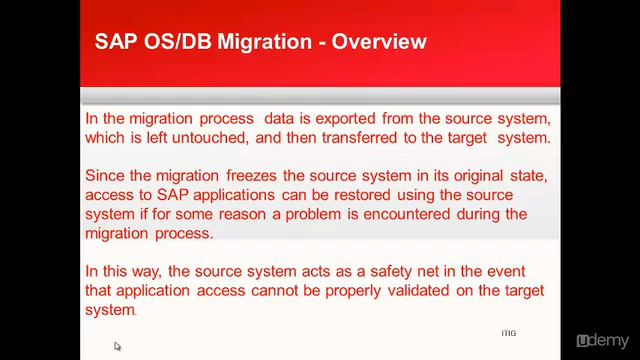 SAP OS/DB Migration - Overview
In the migration process data is exported from the source system,
which is left untouched, and then transferred to the target system.
Since the migration freezes the source system in its original state,
access to SAP applications can be restored using the source
system if for some reason a problem is encountered during the
migration process.
In this way, the source system acts as a safety net in the event
that application access cannot be properly validated on the target
system.
ITIG
udemy